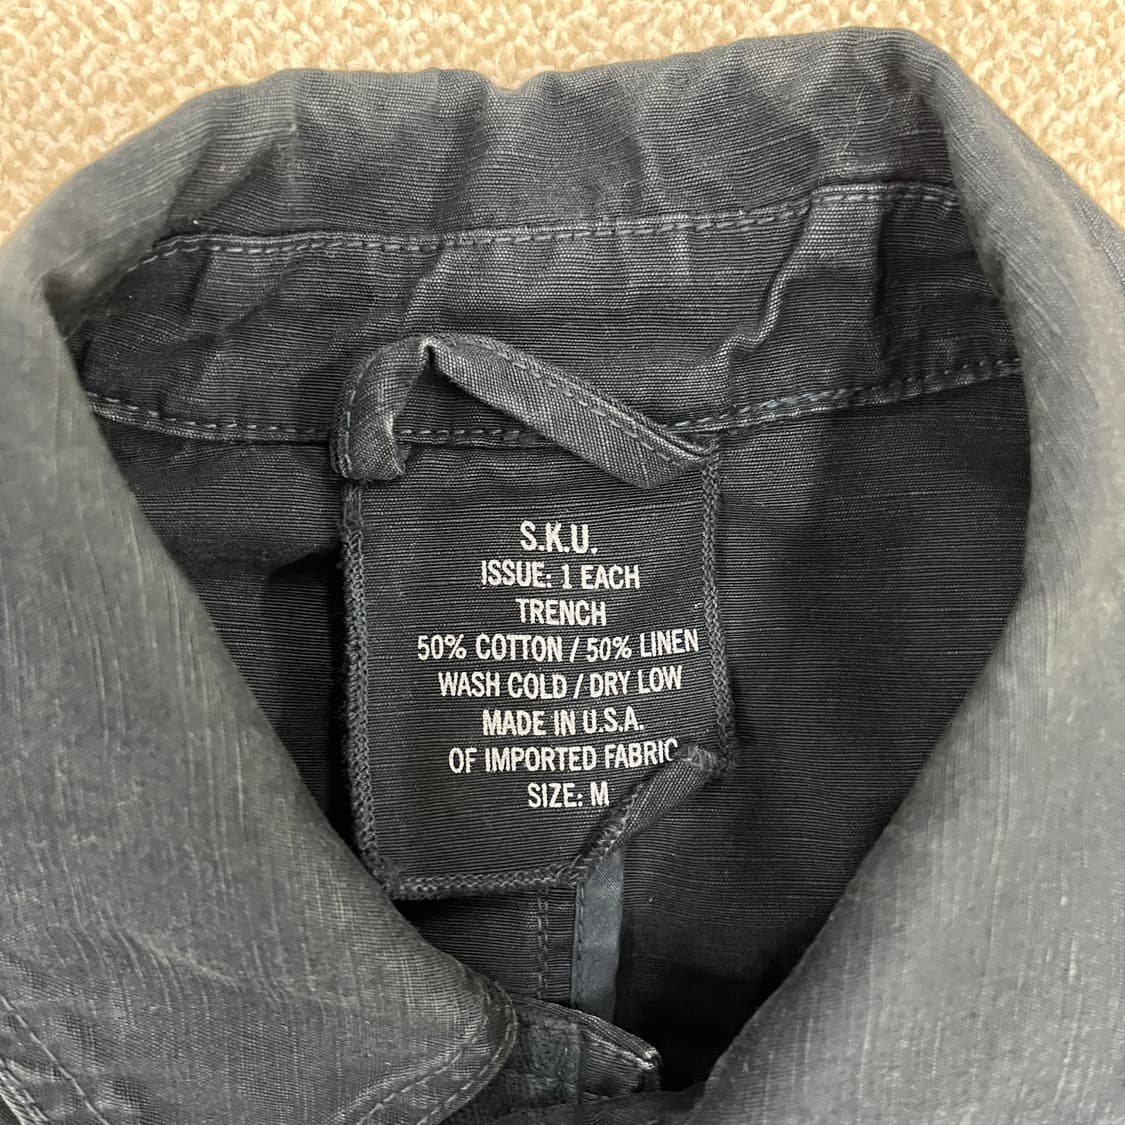 S.K.U.
ISSUE: 1 EACH
TRENCH
50% COTTON / 50% LINEN
WASH COLD / DRY LOW
MADE IN U.S.A.
OF IMPORTED FABRIC
SIZE: M